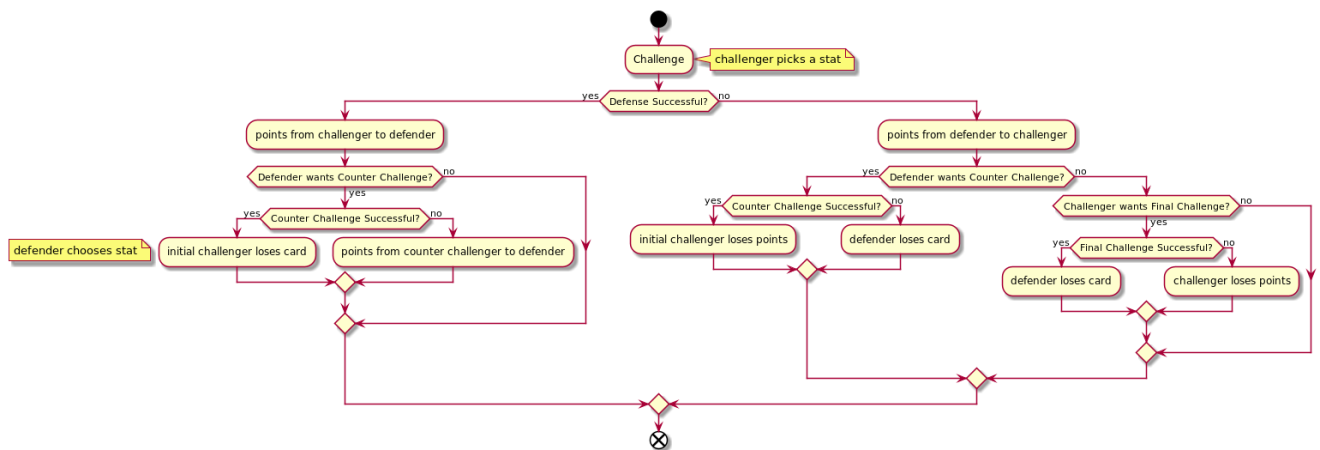 Challenge
challenger picks a stat
yes
Defense Successful?
no
points from challenger to defender
points from defender to challenger
Defender wants Counter Challenge?
no
yes
yes
Defender wants Counter Challenge?
no
yes
Counter Challenge Successful?
no
yes
Counter Challenge Successful?
no
Challenger wants Final Challenge?
no
yes
defender chooses stat
initial challenger loses card
points from counter challenger to defender
initial challenger loses points
defender loses card
yes
Final Challenge Successful?
no
defender loses card
challenger loses points